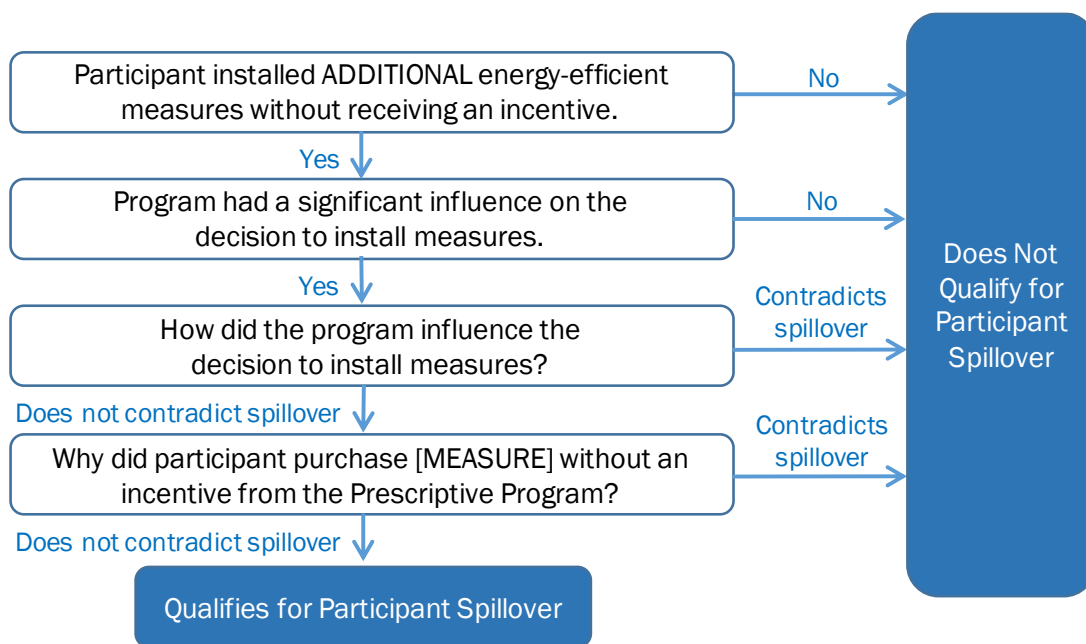 Participant installed ADDITIONAL energy-efficient
measures without receiving an incentive.
No
Yes
Program had a significant influence on the
decision to install measures.
No
Yes
How did the program influence the
decision to install measures?
Contradicts
spillover
Does not contradict spillover
Why did participant purchase [MEASURE] without an
incentive from the Prescriptive Program?
Contradicts
spillover
Does not contradict spillover
Qualifies for Participant Spillover
Does Not
Qualify for
Participant
Spillover